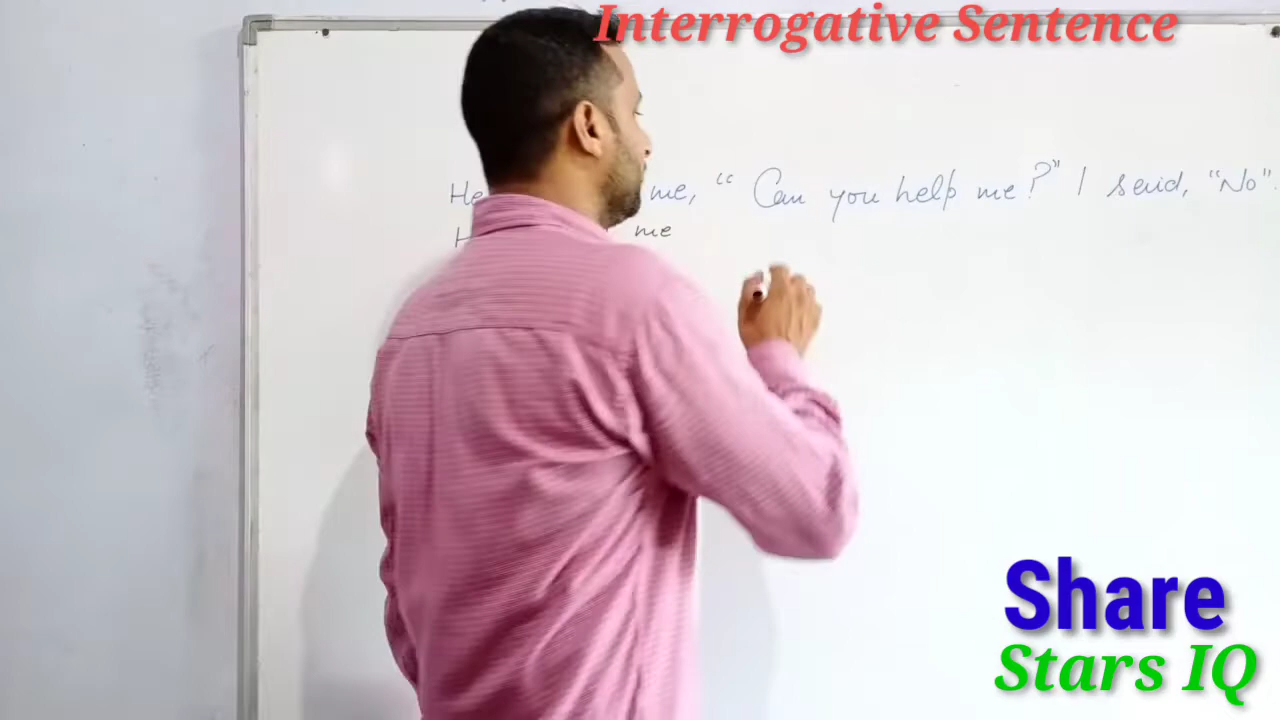 Interrogative Sentence
He me, “Can you help me?” I said, “No”.
H me
Share
Stars IQ